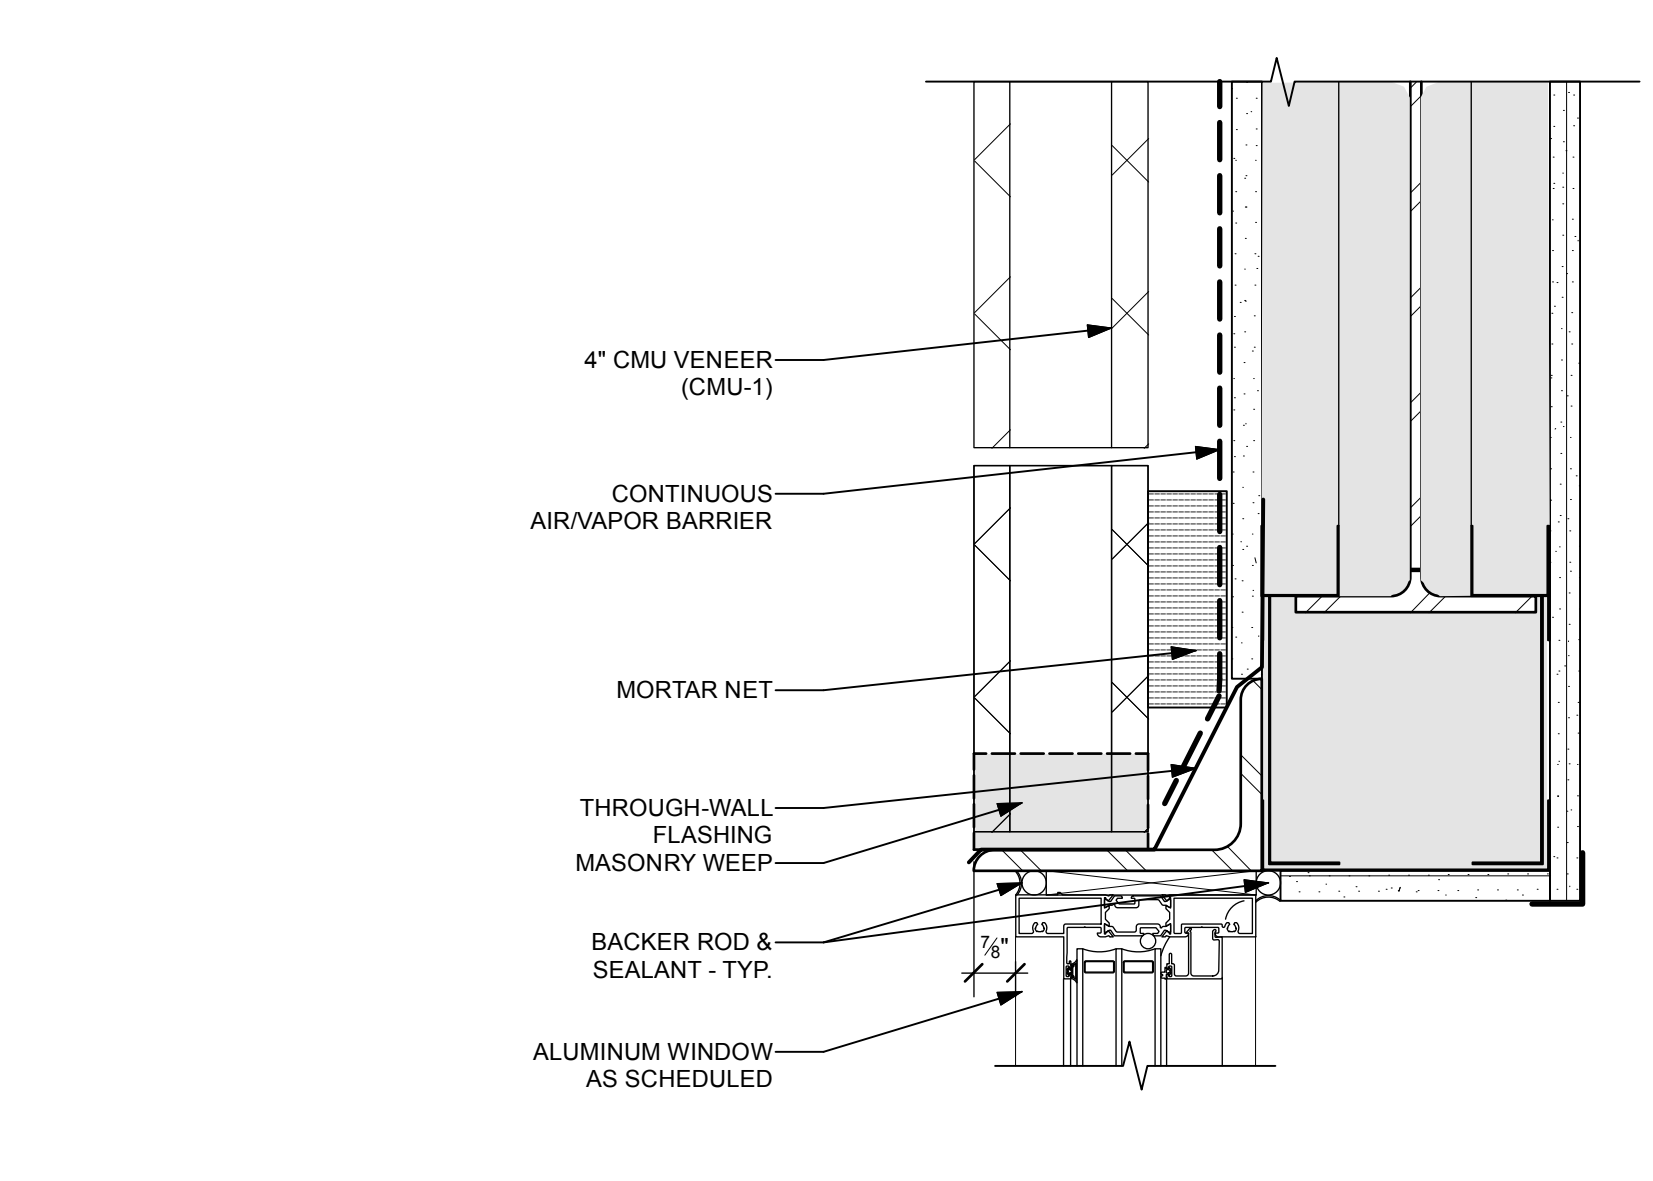 4" CMU VENEER
(CMU-1)
CONTINUOUS
AIR/VAPOR BARRIER
MORTAR NET
THROUGH-WALL
FLASHING
MASONRY WEEP
BACKER ROD &
SEALANT - TYP.
7/8"
ALUMINUM WINDOW
AS SCHEDULED